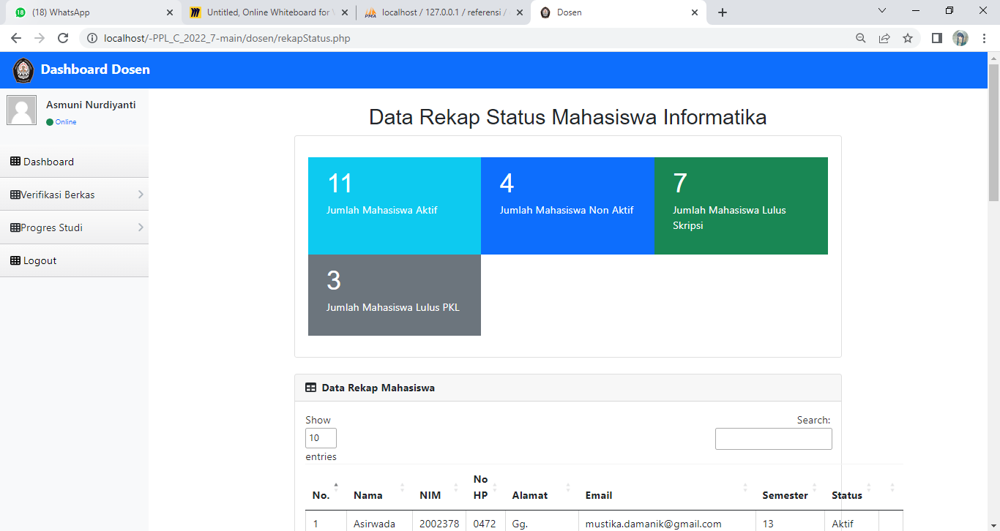 (18) WhatsApp
Untitled, Online Whiteboard for
localhost / 127.0.0.1 / referensi /
Dosen
localhost/-PPL_C_2022_7-main/dosen/rekapStatus.php
Dashboard Dosen
Asmuni Nurdiyanti
Online
Dashboard
Verifikasi Berkas
Progres Studi
Logout
Data Rekap Status Mahasiswa Informatika
11
Jumlah Mahasiswa Aktif
4
Jumlah Mahasiswa Non Aktif
7
Jumlah Mahasiswa Lulus
Skripsi
3
Jumlah Mahasiswa Lulus PKL
Data Rekap Mahasiswa
Show
10
entries
Search:
No. Nama NIM No HP Alamat Email Semester Status
1 Asirwada 2002378 0472 Gg. mustika.damanik@gmail.com 13 Aktif